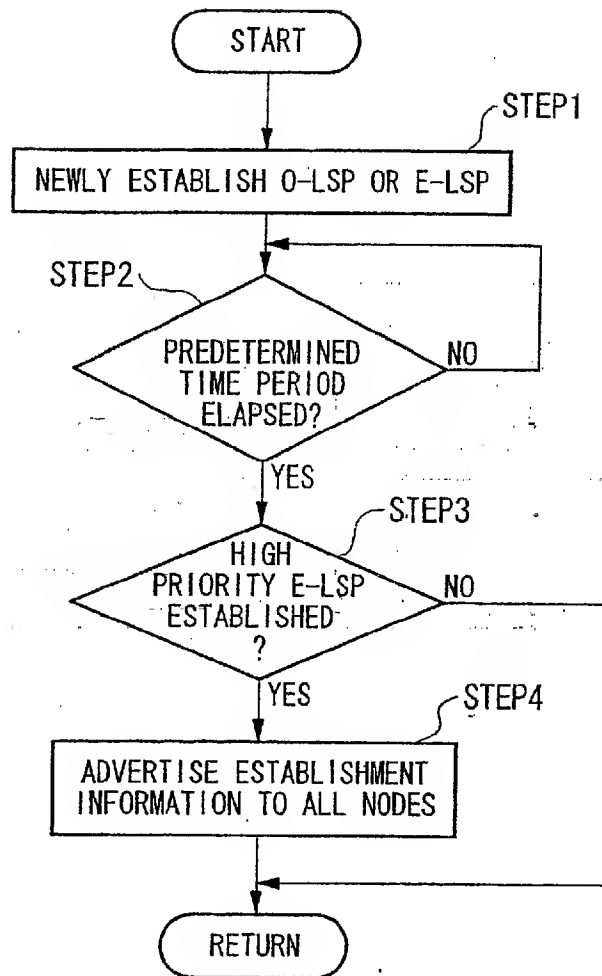 START
STEP1
NEWLY ESTABLISH O-LSP OR E-LSP
STEP2
PREDETERMINED
TIME PERIOD
ELAPSED?
NO
YES
STEP3
HIGH
PRIORITY E-LSP
ESTABLISHED
?
NO
YES
STEP4
ADVERTISE ESTABLISHMENT
INFORMATION TO ALL NODES
RETURN